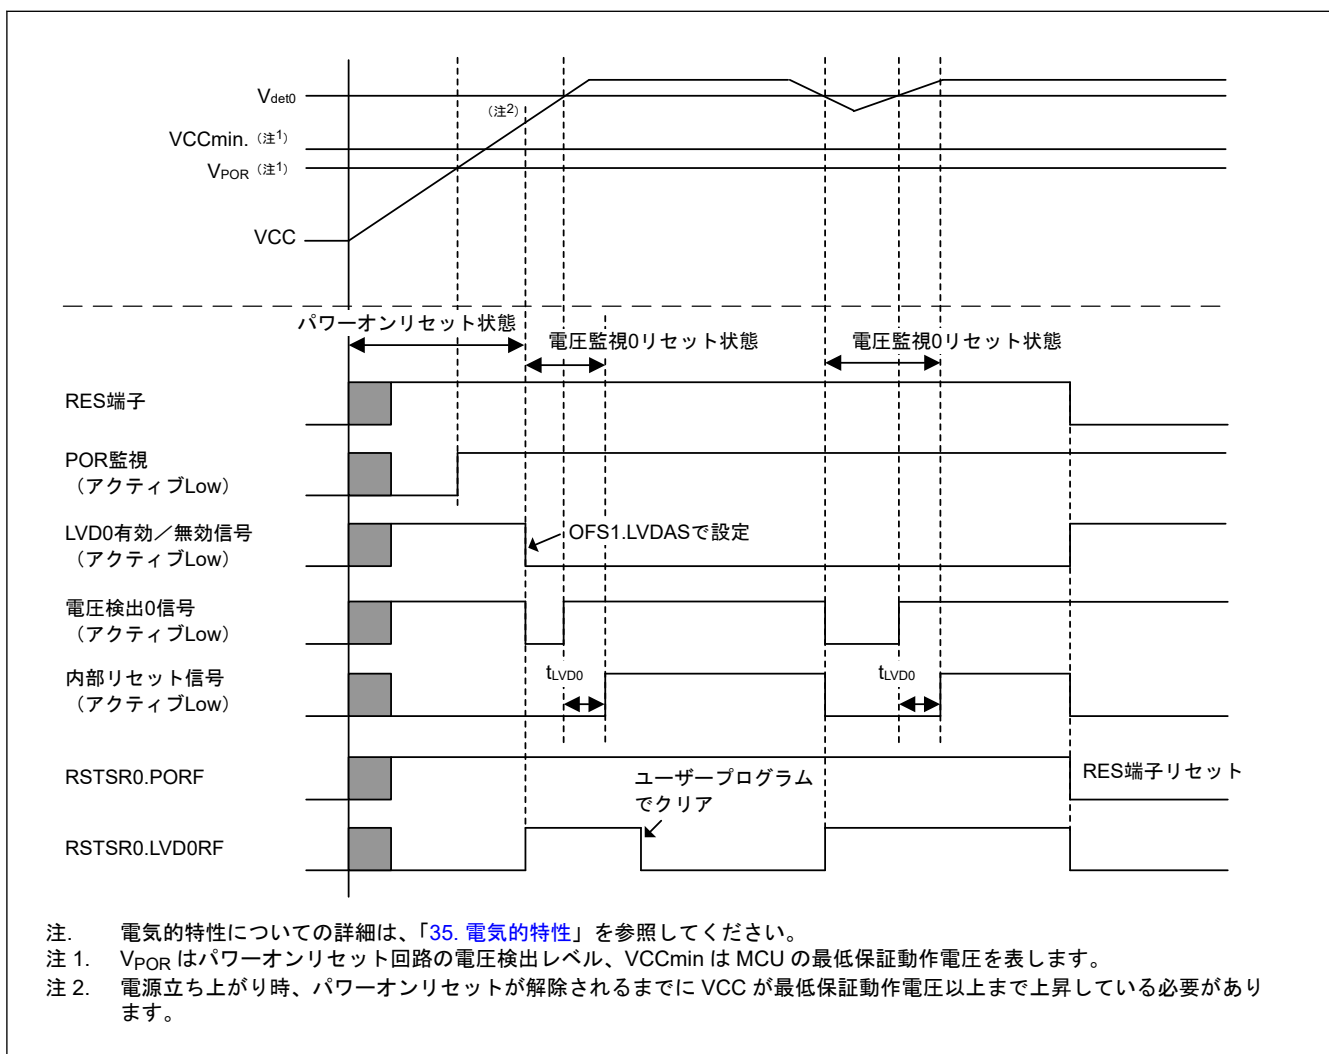 Vdet0
（注2）
VCCmin.（注1）
VPOR（注1）
VCC
パワーオンリセット状態
電圧監視0リセット状態
電圧監視0リセット状態
RES端子
POR監視
（アクティブLow）
LVD0有効／無効信号
（アクティブLow）
OFS1.LVDASで設定
電圧検出0信号
（アクティブLow）
内部リセット信号
（アクティブLow）
tLVD0
tLVD0
RSTSR0.PORF
ユーザープログラム
でクリア
RES端子リセット
RSTSR0.LVD0RF
注. 電気的特性についての詳細は、「35. 電気的特性」を参照してください。
注 1. VPOR はパワーオンリセット回路の電圧検出レベル、VCCmin は MCU の最低保証動作電圧を表します。
注 2. 電源立ち上がり時、パワーオンリセットが解除されるまでに VCC が最低保証動作電圧以上まで上昇している必要があり
ます。